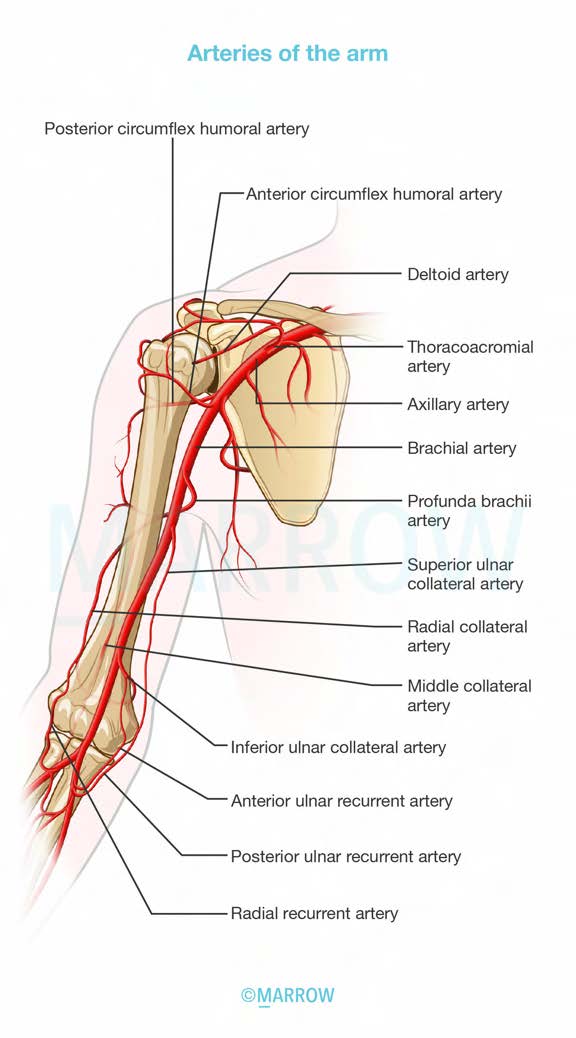 Arteries of the arm
Posterior circumflex humoral artery
Anterior circumflex humoral artery
Deltoid artery
Thoracoacromial
artery
Axillary artery
Brachial artery
Profunda brachii
artery
MARROW
Superior ulnar
collateral artery
Radial collateral
artery
Middle collateral
artery
Inferior ulnar collateral artery
Anterior ulnar recurrent artery
Posterior ulnar recurrent artery
Radial recurrent artery
©MARROW